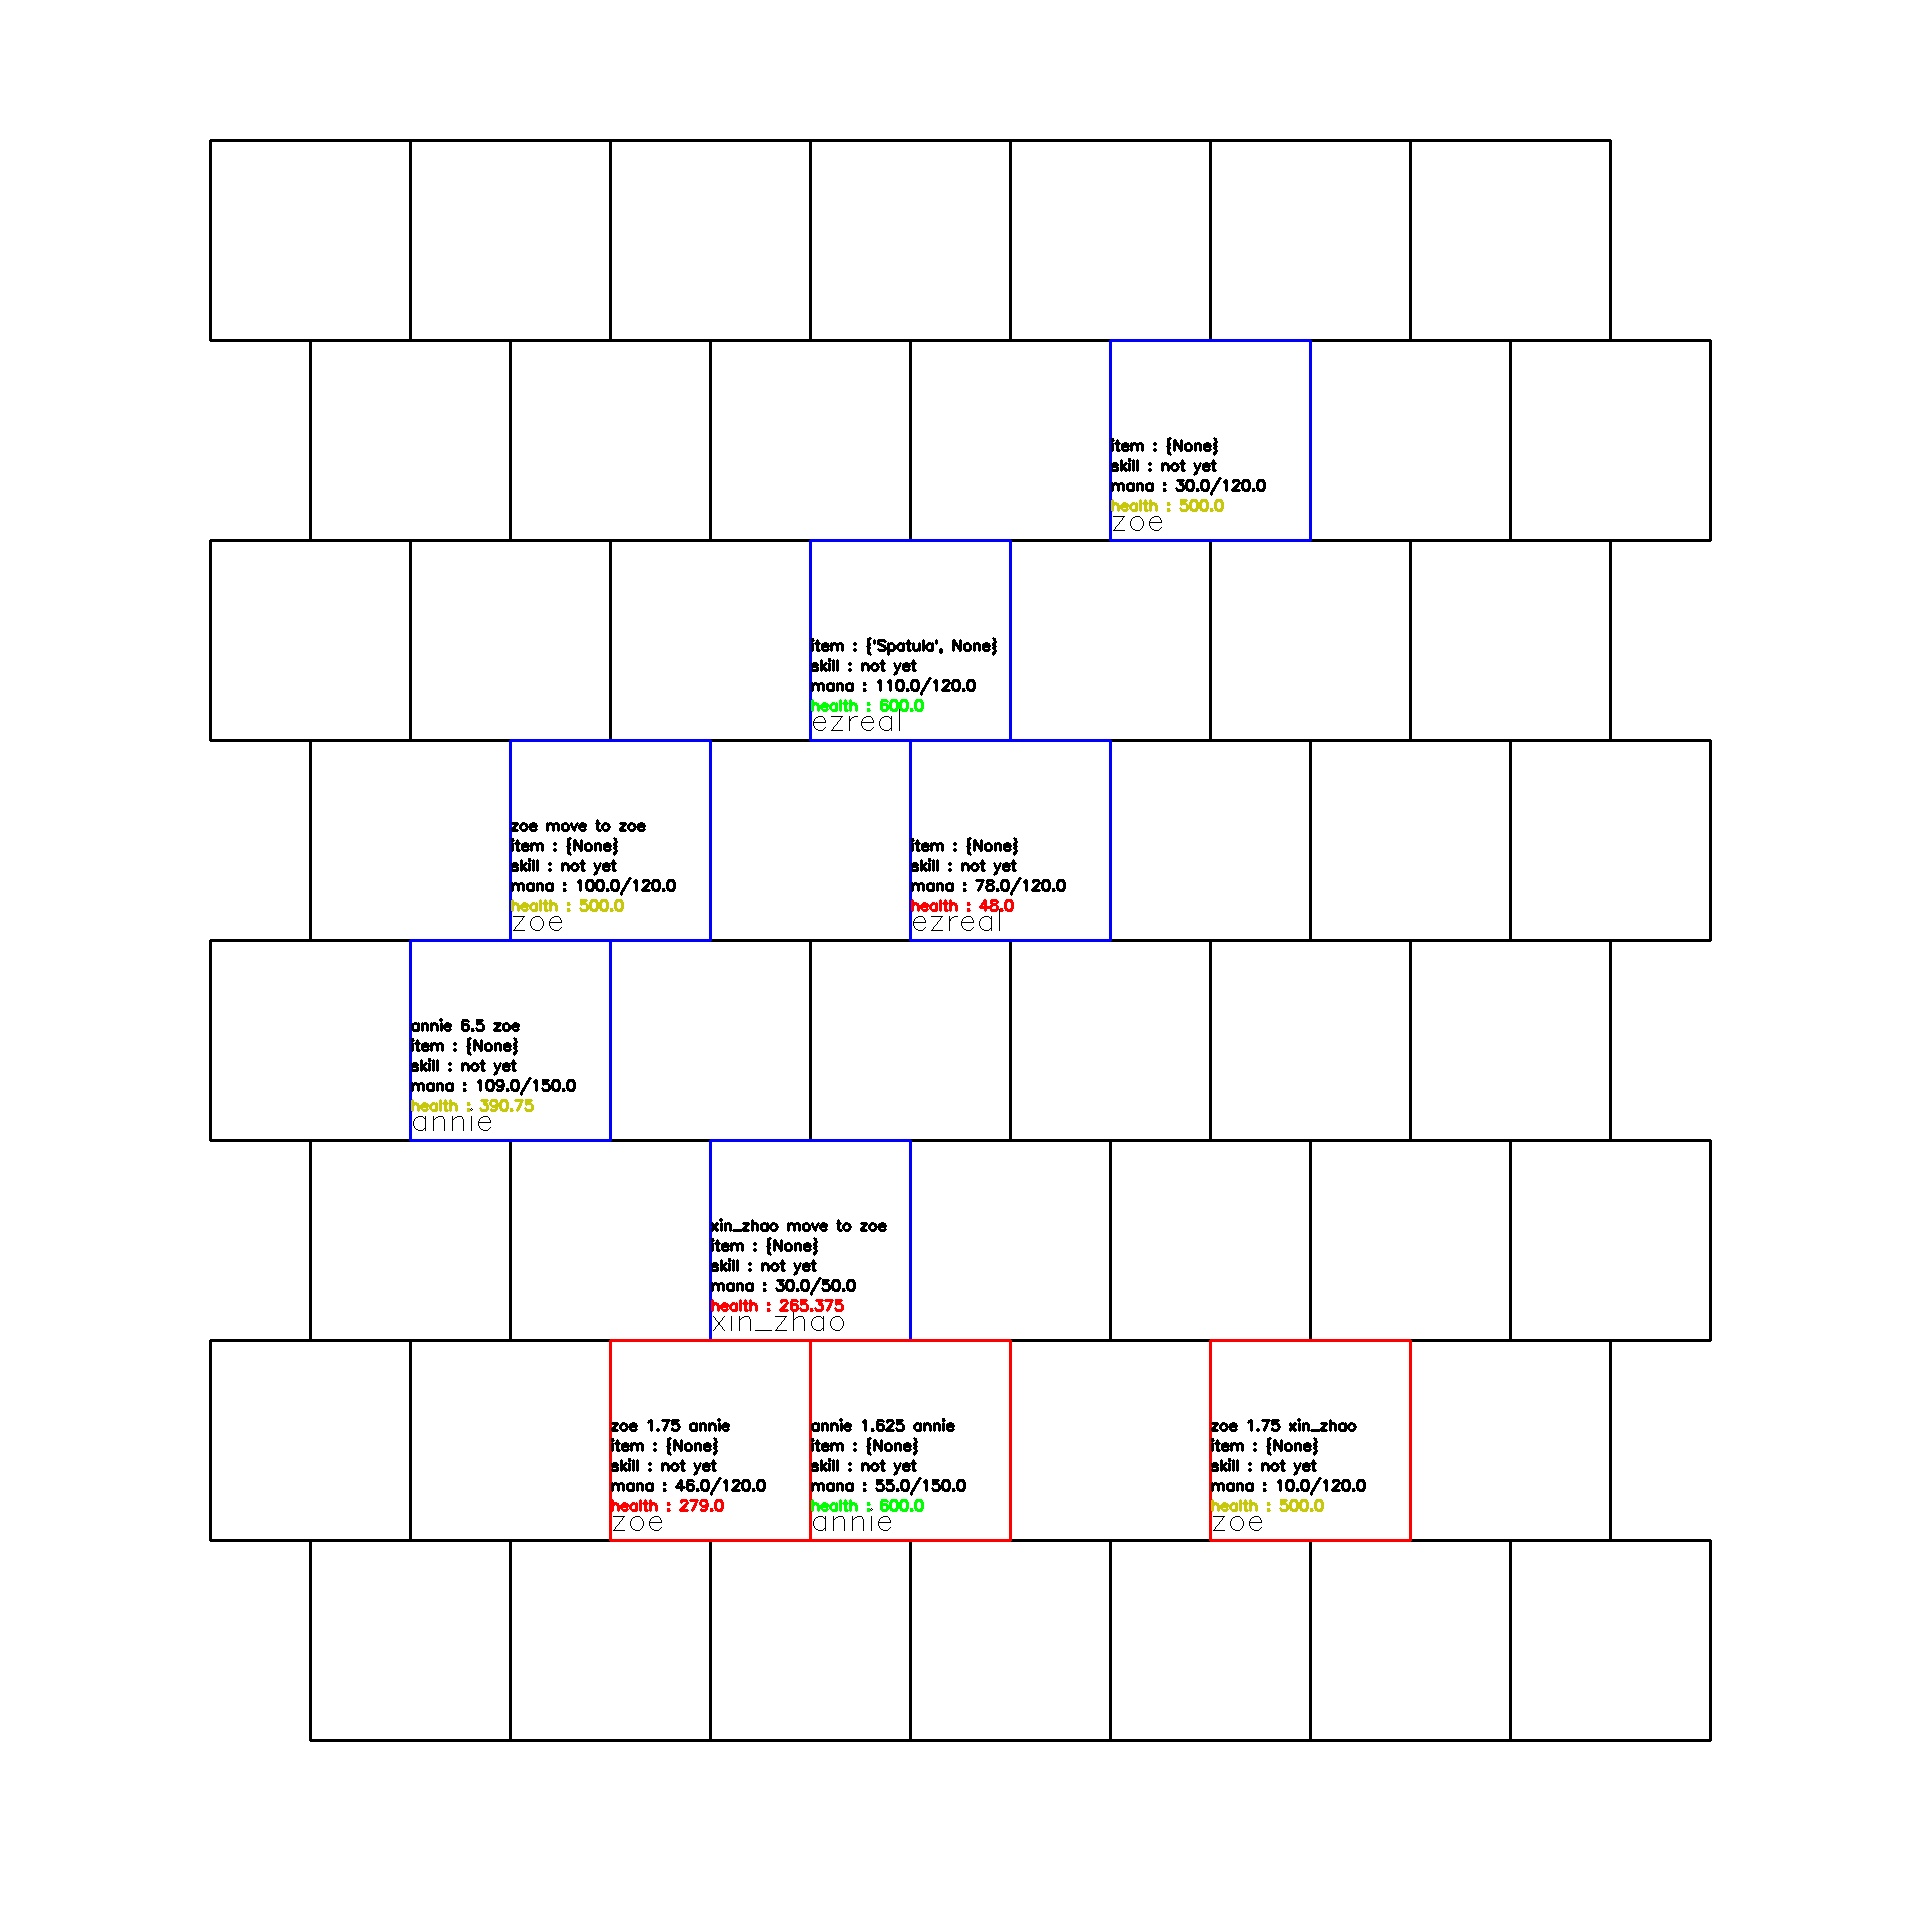 item : {None}
skill : not yet
mana : 30.0/120.0
health : 500.0
zoe
item : {'Spatula', None}
skill : not yet
mana : 110.0/120.0
health : 600.0
ezreal
zoe move to zoe
item : {None}
skill : not yet
mana : 100.0/120.0
health : 500.0
zoe
item : {None}
skill : not yet
mana : 78.0/120.0
health : 48.0
ezreal
annie 6.5 zoe
item : {None}
skill : not yet
mana : 109.0/150.0
health : 390.75
annie
xin_zhao move to zoe
item : {None}
skill : not yet
mana : 30.0/50.0
health : 265.375
xin_zhao
zoe 1.75 annie
item : {None}
skill : not yet
mana : 46.0/120.0
health : 279.0
zoe
annie 1.625 annie
item : {None}
skill : not yet
mana : 55.0/150.0
health : 600.0
annie
zoe 1.75 xin_zhao
item : {None}
skill : not yet
mana : 10.0/120.0
health : 500.0
zoe